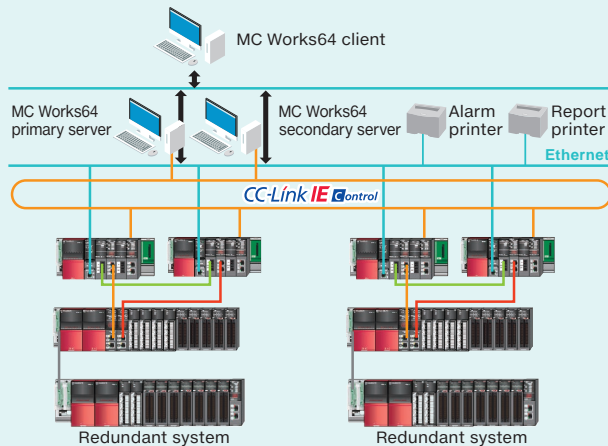 MC Works64 client
MC Works64
primary server
MC Works64
secondary server
Alarm
printer
Report
printer
Ethernet
CC-Link IE Control
Redundant system
Redundant system